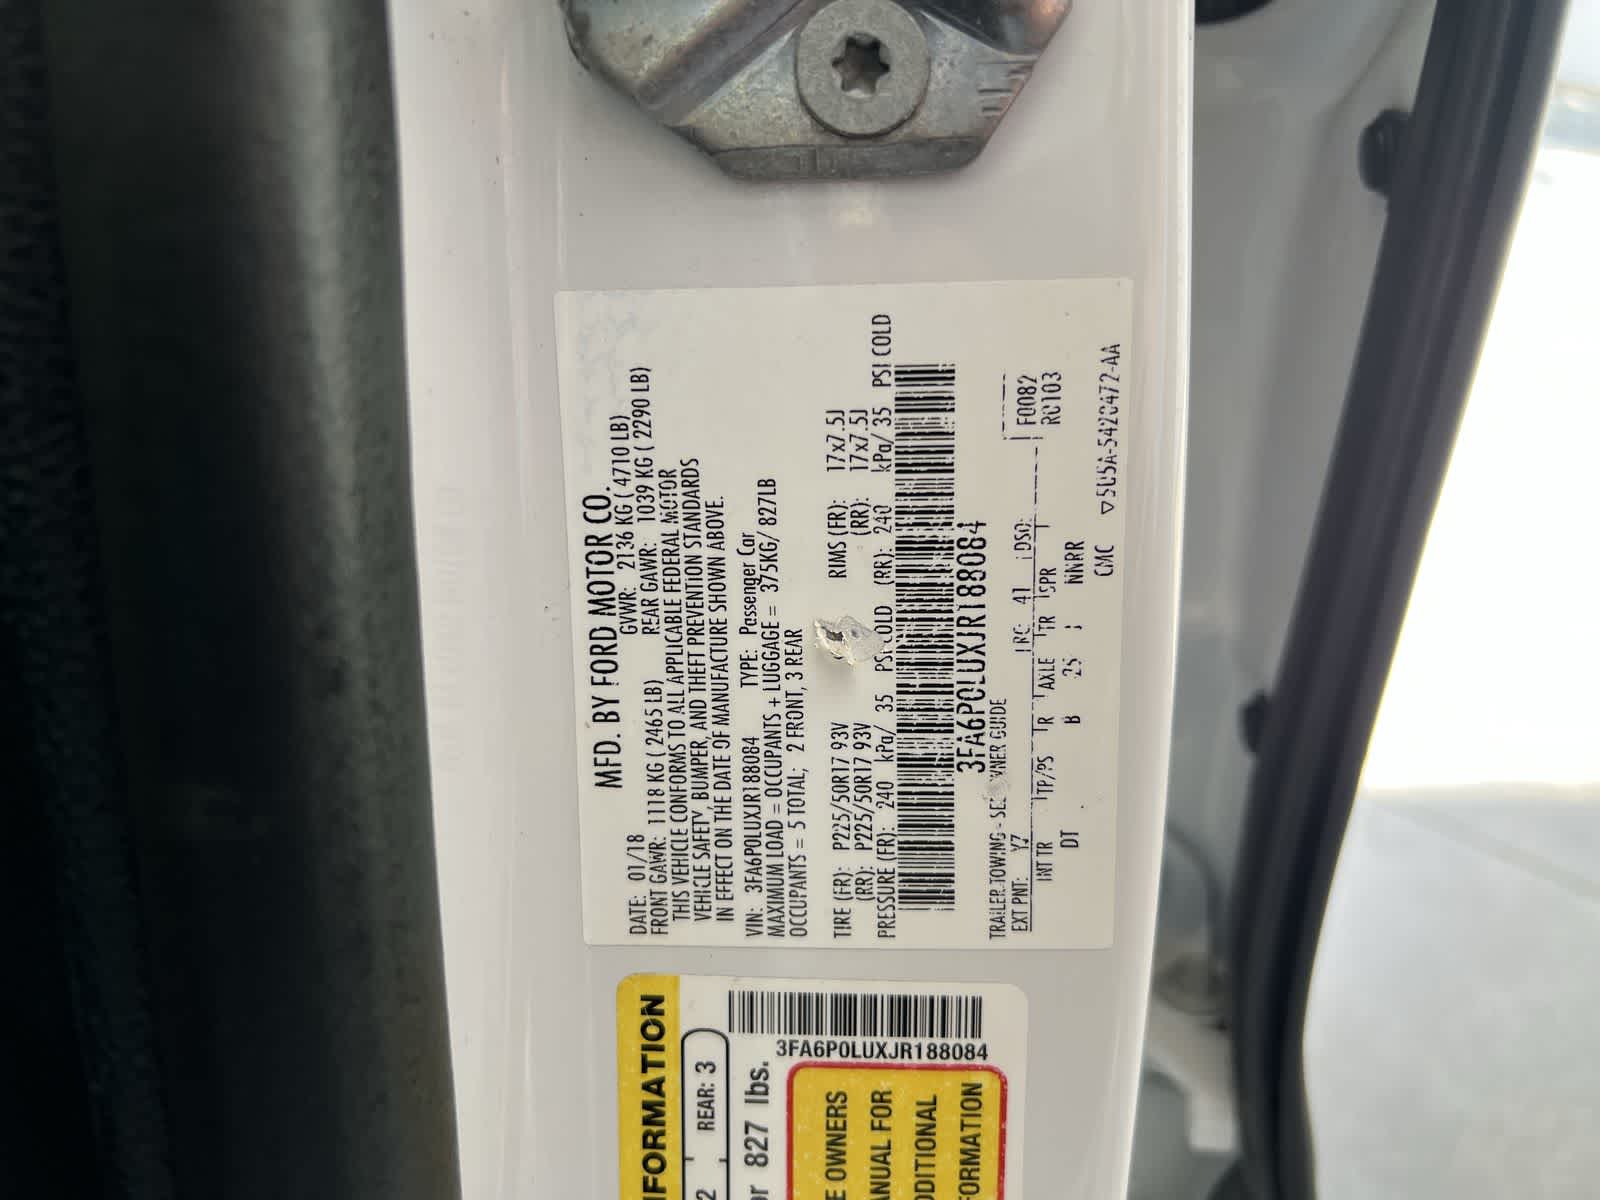 MFD. BY FORD MOTOR CO.
DATE: 01/18 GVWR: 2136 KG ( 4710 LB)
FRONT GAWR: 1118 KG ( 2465 LB) REAR GAWR: 1039 KG ( 2290 LB)
THIS VEHICLE CONFORMS TO ALL APPLICABLE FEDERAL MOTOR
VEHICLE SAFETY, BUMPER, AND THEFT PREVENTION STANDARDS
IN EFFECT ON THE DATE OF MANUFACTURE SHOWN ABOVE.
VIN: 3FA6P0LUXJR188084 TYPE: Passenger Car
MAXIMUM LOAD = OCCUPANTS + LUGGAGE = 375KG/ 827LB
OCCUPANTS = 5 TOTAL, 2 FRONT, 3 REAR
TIRE (FR): P225/50R17 93V RIMS (FR): 17x7.5J
(RR): P225/50R17 93V (RR): 17x7.5J
PRESSURE (FR): 240 kPa/ 35 PSI COLD (RR): 240 kPa/ 35 PSI COLD
3FA6P0LUXJR188084
TRAILER TOWING - SEE OWNER GUIDE
EXT PNT: YZ RC: 41 DSO: F0082
INT TR TP/PS R AXLE TR SPR R0103
DT B 25 NNRR
CMC ▽5U5A-5420472-AA
FORMATION
2 REAR: 3
or 827 lbs.
3FA6P0LUXJR188084
E OWNERS
ANUAL FOR
DDITIONAL
FORMATION